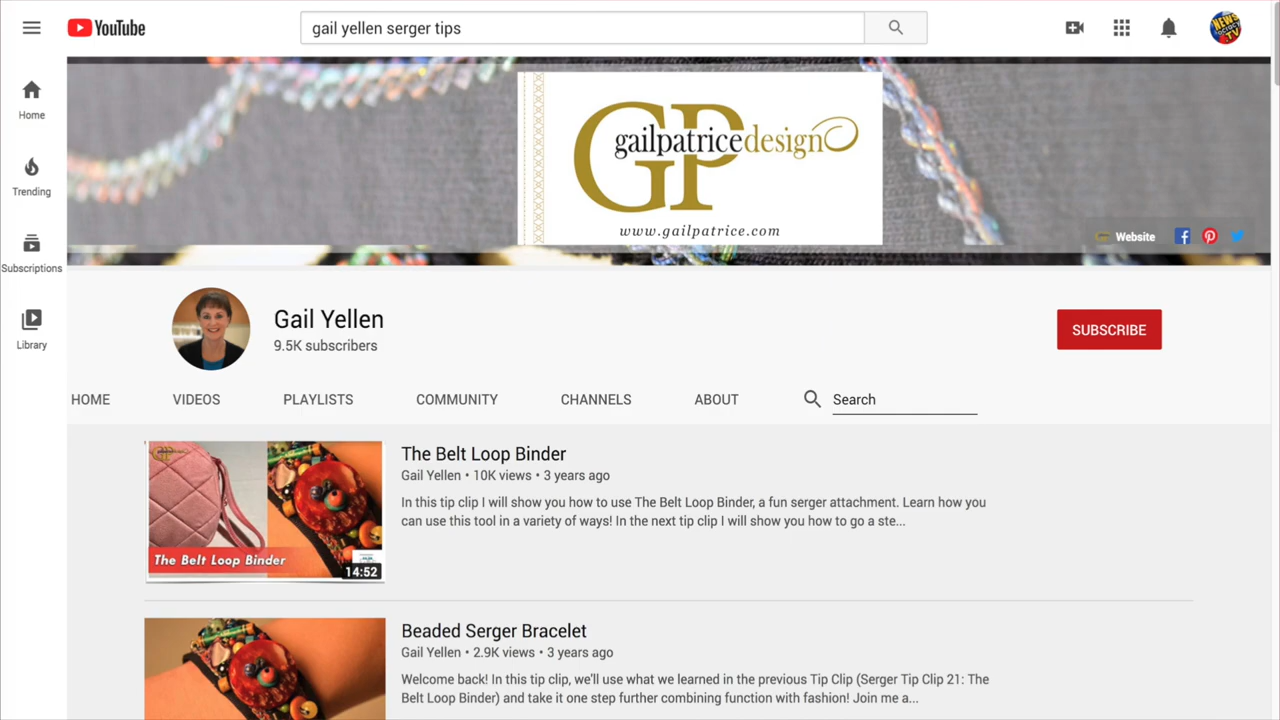 YouTube
gail yellen serger tips
NEWS
TV
Home
Trending
Subscriptions
Library
GP
gailpatricedesign
www.gailpatrice.com
Website
Gail Yellen
9.5K subscribers
SUBSCRIBE
HOME VIDEOS PLAYLISTS COMMUNITY CHANNELS ABOUT Search
The Belt Loop Binder
14:52
The Belt Loop Binder
Gail Yellen • 10K views • 3 years ago
In this tip clip I will show you how to use The Belt Loop Binder, a fun serger attachment. Learn how you
can use this tool in a variety of ways! In the next tip clip I will show you how to go a ste...
Beaded Serger Bracelet
Gail Yellen • 2.9K views • 3 years ago
Welcome back! In this tip clip, we'll use what we learned in the previous Tip Clip (Serger Tip Clip 21: The
Belt Loop Binder) and take it one step further combining function with fashion! Join me a...